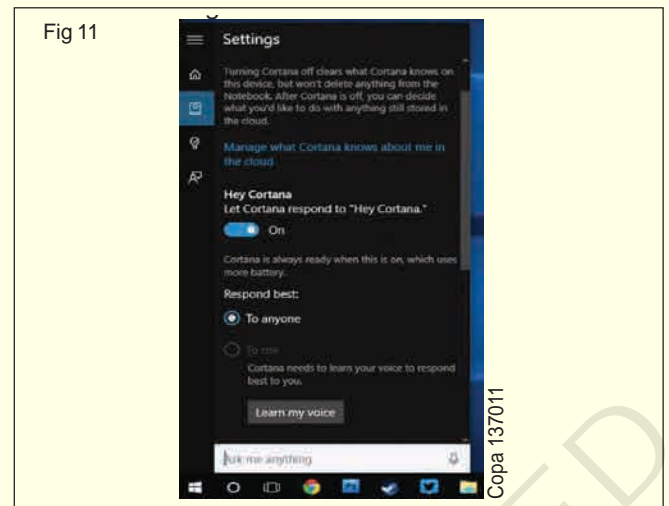 Fig 11
Settings
Turning Cortana off clears what Cortana knows on
this device, but won't delete anything from the
Notebook. After Cortana is off, you can decide
what you'd like to do with anything still stored in
the cloud.
Manage what Cortana knows about me in
the cloud
Hey Cortana
Let Cortana respond to "Hey Cortana."
On
Cortana is always ready when this is on, which uses
more battery.
Respond best:
To anyone
To me
Cortana needs to learn your voice to respond
best to you.
Learn my voice
Ask me anything
Copa 137011